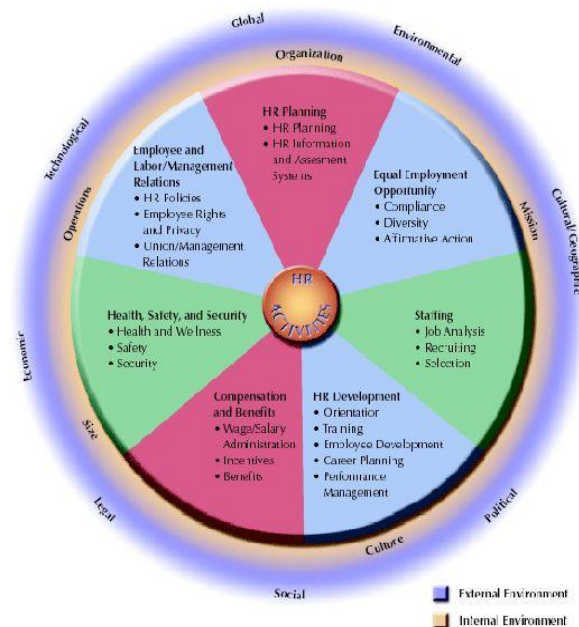 Global
Environmental
Technological
Cultural/Geographic
Economic
Political
Legal
Social
Organization
Operations
Mission
Size
Culture
HR Planning
• HR Planning
• HR Information
and Assesment
Systems
Employee and
Labor/Management
Relations
• HR Policies
• Employee Rights
and Privacy
• Union/Management
Relations
Equal Employment
Opportunity
• Compliance
• Diversity
• Affirmative Action
HR
ACTIVITIES
Health, Safety, and Security
• Health and Wellness
• Safety
• Security
Staffing
• Job Analysis
• Recruiting
• Selection
Compensation
and Benefits
• Wage/Salary
Administration
• Incentives
• Benefits
HR Development
• Orientation
• Training
• Employee Development
• Career Planning
• Performance
Management
External Environment
Internal Environment